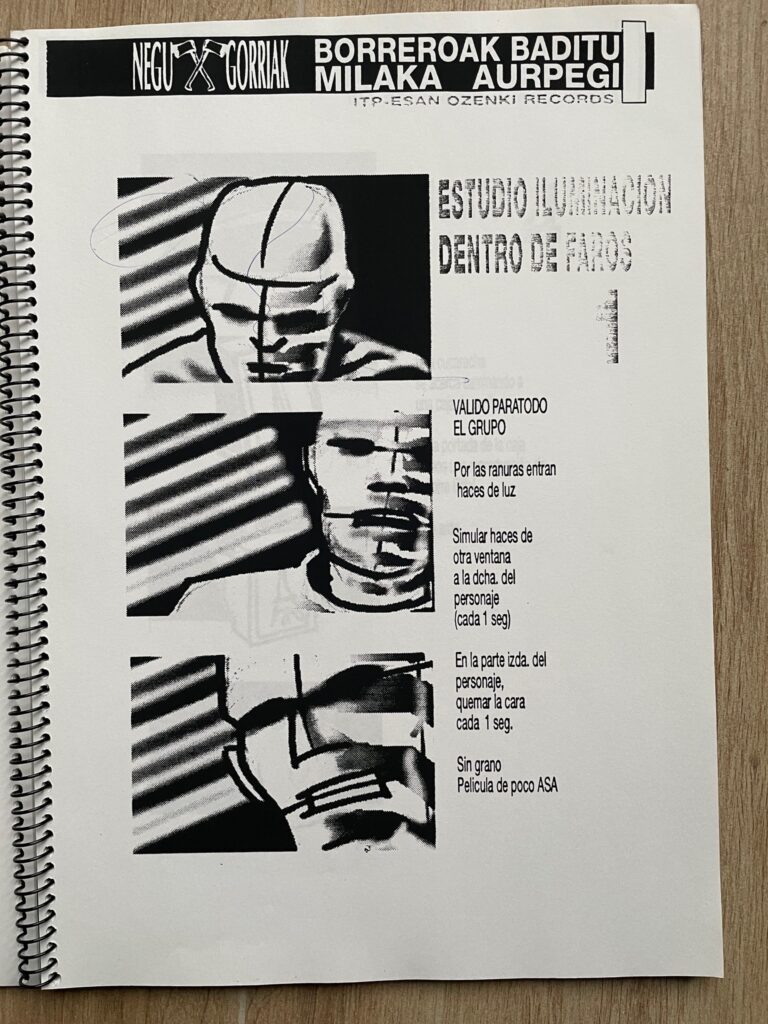 NEGU GORRIAK
BORREROAK BADITU
MILAKA AURPEGI
ITP-ESAN OZENKI RECORDS
ESTUDIO ILUMINACION
DENTRO DE FAROS
1
VALIDO PARATODO
EL GRUPO
Por las ranuras entran
haces de luz
Simular haces de
otra ventana
a la dcha. del
personaje
(cada 1 seg)
En la parte izda. del
personaje,
quemar la cara
cada 1 seg.
Sin grano
Pelicula de poco ASA